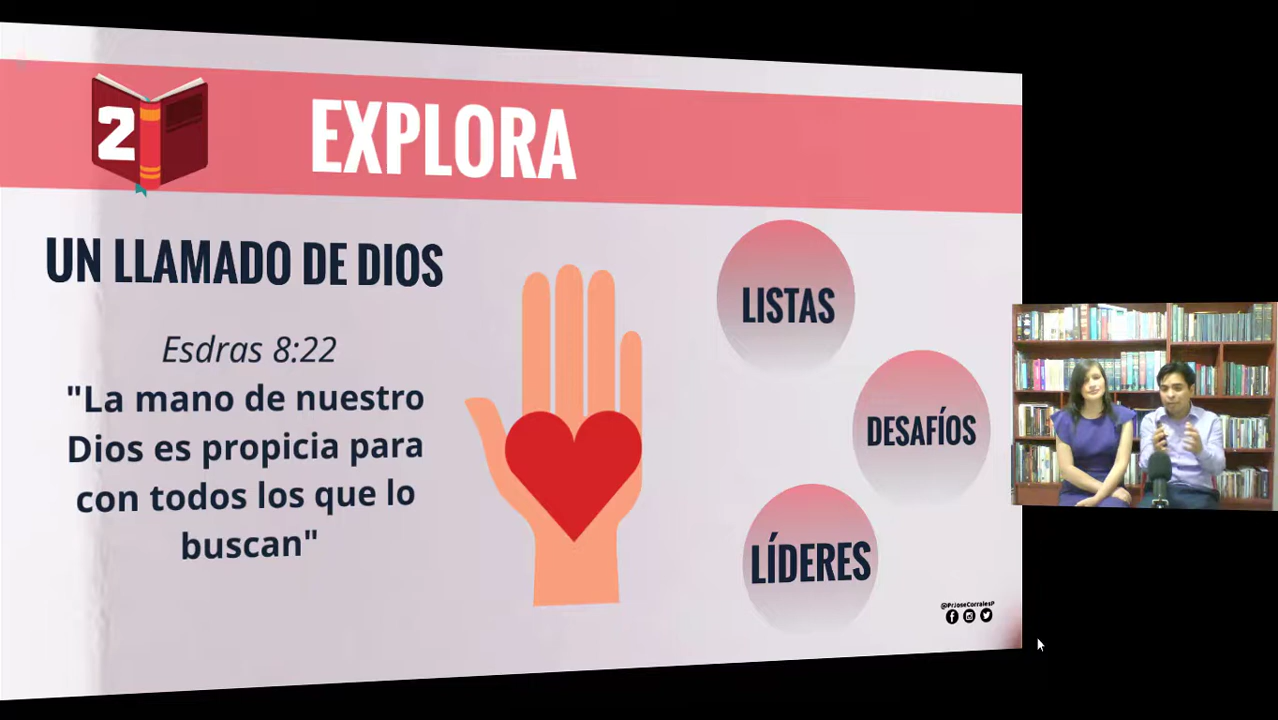 2
EXPLORA
UN LLAMADO DE DIOS
Esdras 8:22
"La mano de nuestro
Dios es propicia para
con todos los que lo
buscan"
LISTAS
DESAFÍOS
LÍDERES
@PrJoseCorralesP